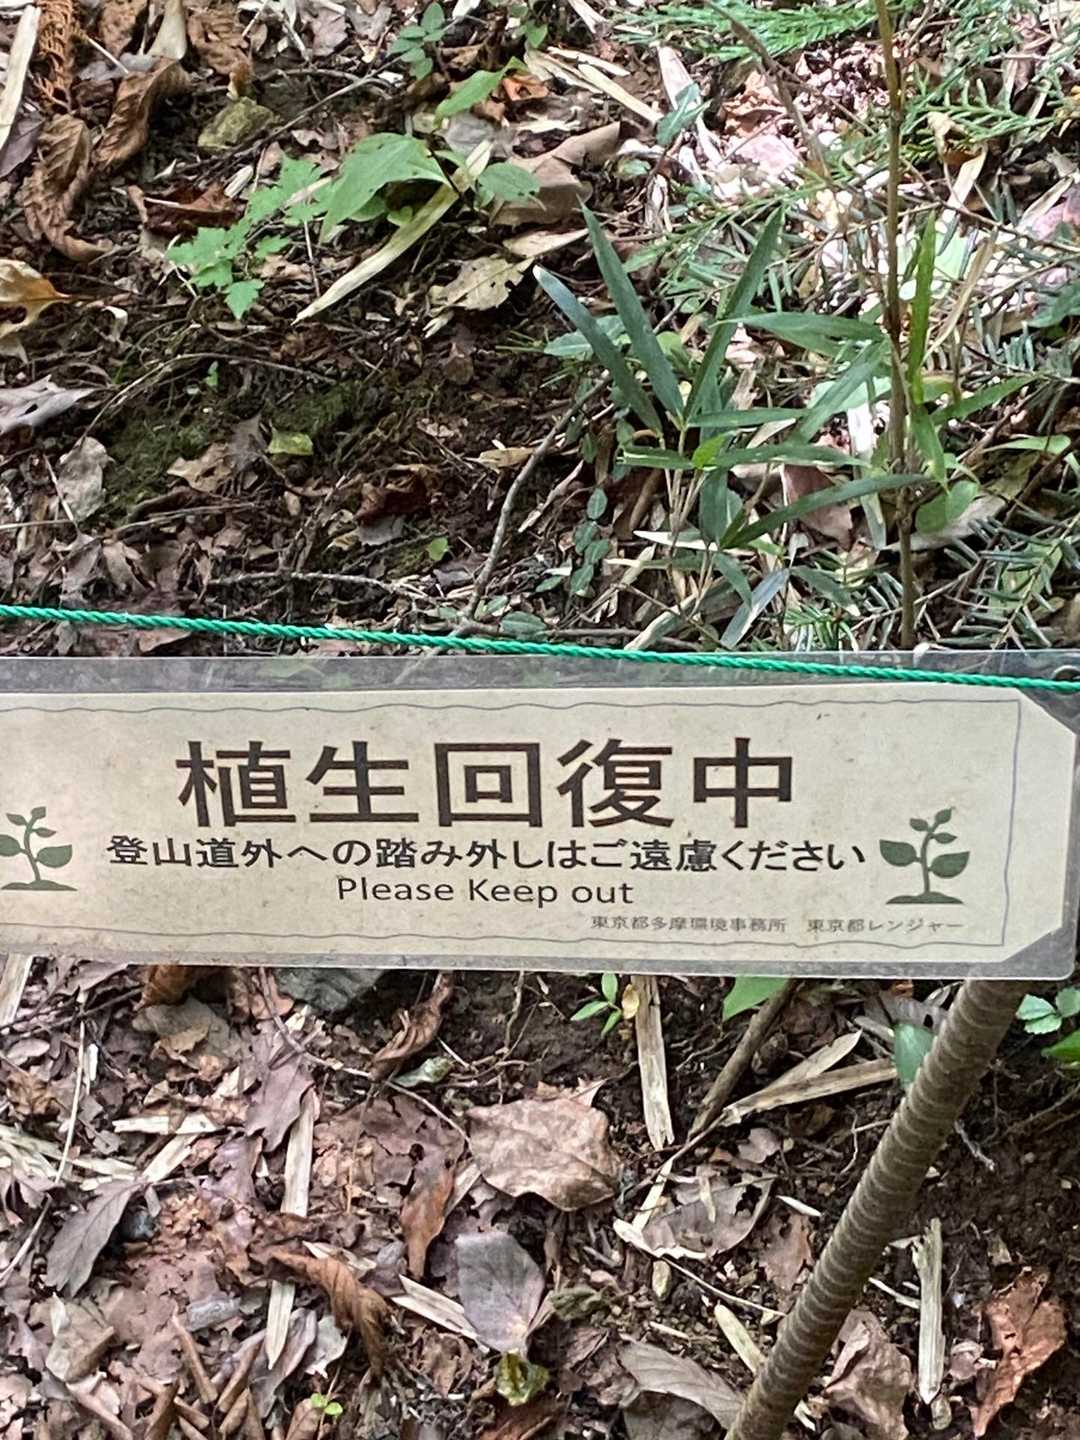 植生回復中
登山道外への踏み外しはご遠慮ください
Please Keep out
東京都多摩環境事務所　東京都レンジャー